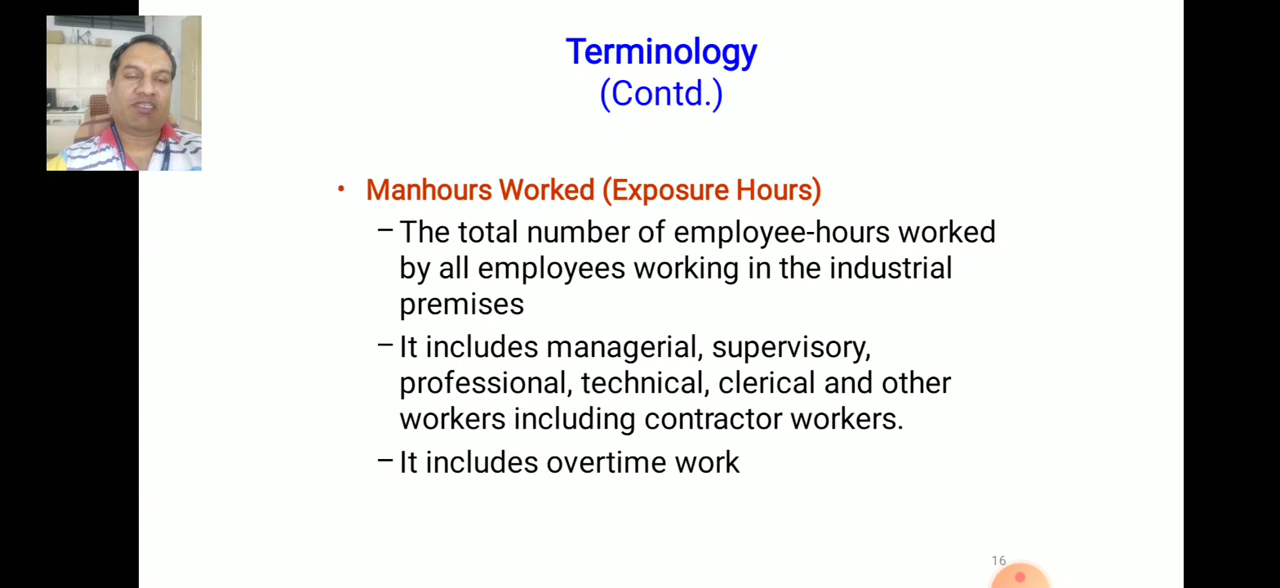 Terminology
(Contd.)
• Manhours Worked (Exposure Hours)
– The total number of employee-hours worked
by all employees working in the industrial
premises
– It includes managerial, supervisory,
professional, technical, clerical and other
workers including contractor workers.
– It includes overtime work
16